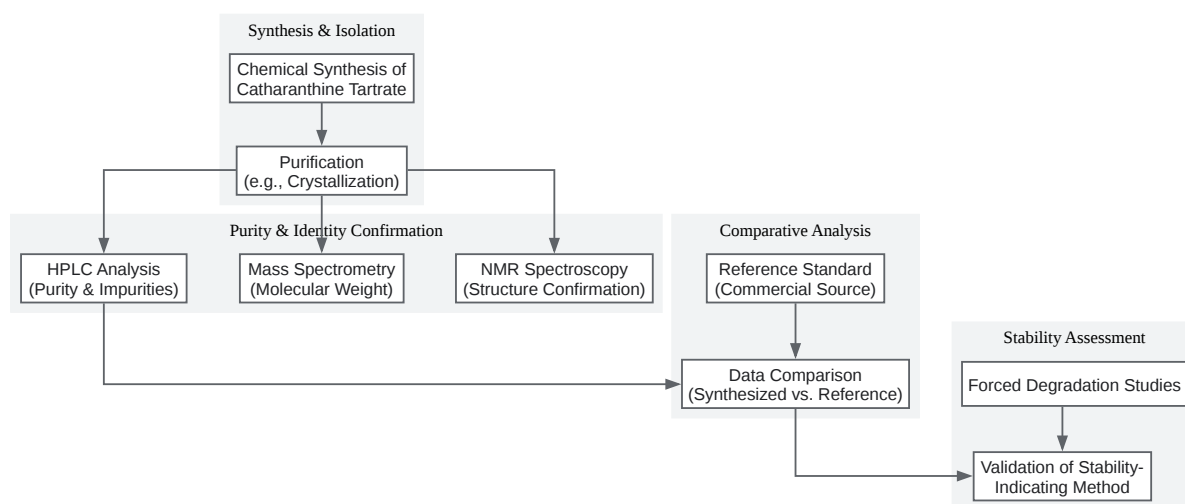 Synthesis & Isolation
Chemical Synthesis of
Catharanthine Tartrate
Purification
(e.g., Crystallization)
Purity & Identity Confirmation
HPLC Analysis
(Purity & Impurities)
Mass Spectrometry
(Molecular Weight)
NMR Spectroscopy
(Structure Confirmation)
Comparative Analysis
Reference Standard
(Commercial Source)
Data Comparison
(Synthesized vs. Reference)
Stability Assessment
Forced Degradation Studies
Validation of Stability-
Indicating Method